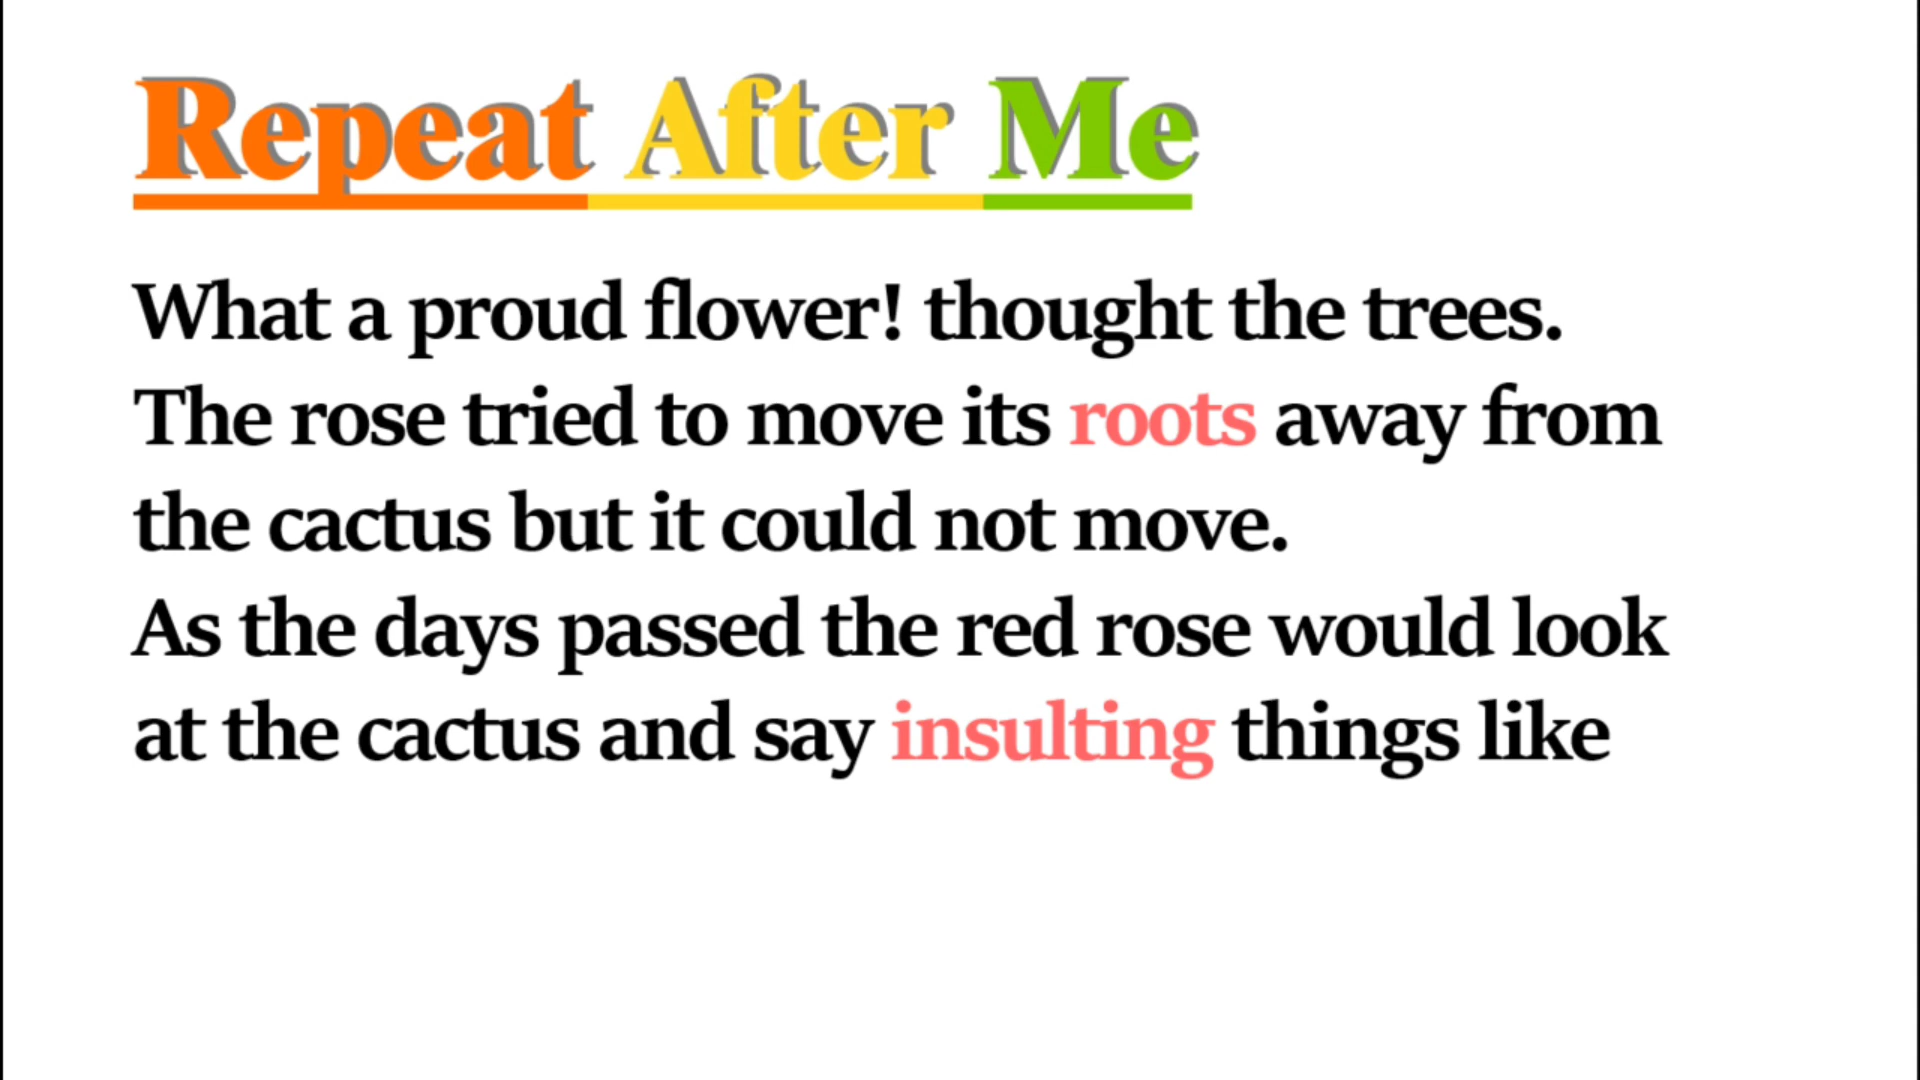 Repeat After Me
What a proud flower! thought the trees.
The rose tried to move its roots away from
the cactus but it could not move.
As the days passed the red rose would look
at the cactus and say insulting things like